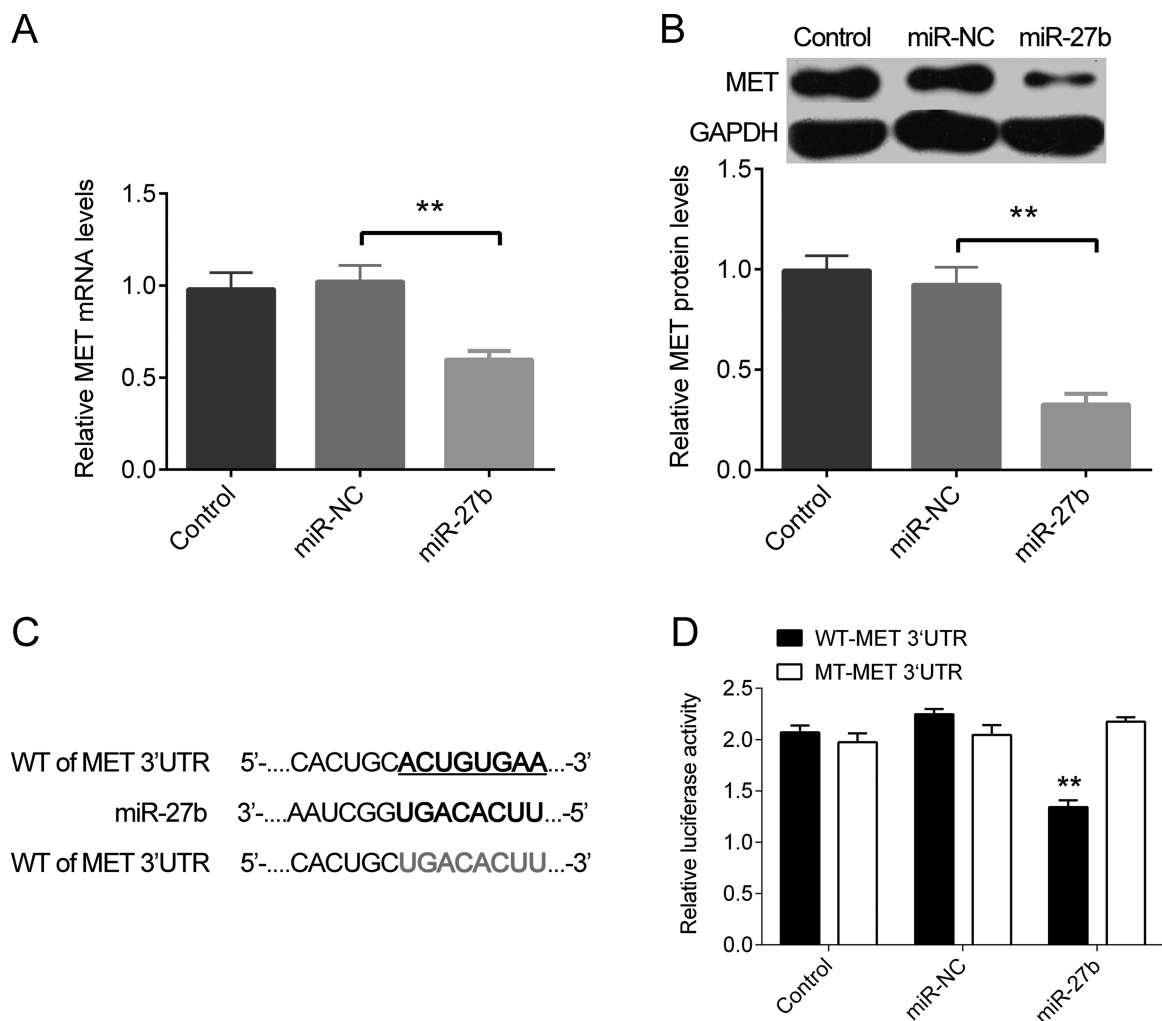 A
Relative MET mRNA levels
1.5
1.0
0.5
0.0
**
Control
miR-NC
miR-27b
B
Control miR-NC miR-27b
MET
GAPDH
Relative MET protein levels
1.5
1.0
0.5
0.0
**
Control
miR-NC
miR-27b
C
WT of MET 3’UTR 5’-....CACUGCACUGUGAA...-3’
miR-27b 3’-...AAUCGGUGACACUU...-5’
WT of MET 3’UTR 5’-....CACUGCUGACACUU...-3’
D
WT-MET 3‘UTR
MT-MET 3‘UTR
Relative luciferase activity
2.5
2.0
1.5
1.0
0.5
0.0
**
Control
miR-NC
miR-27b